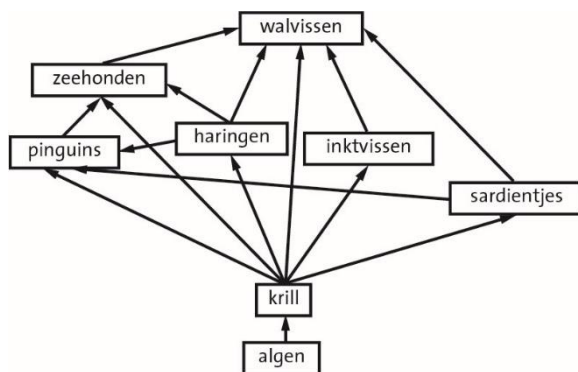 walvissen
zeehonden
haringen
inktvissen
pinguins
sardientjes
krill
algen